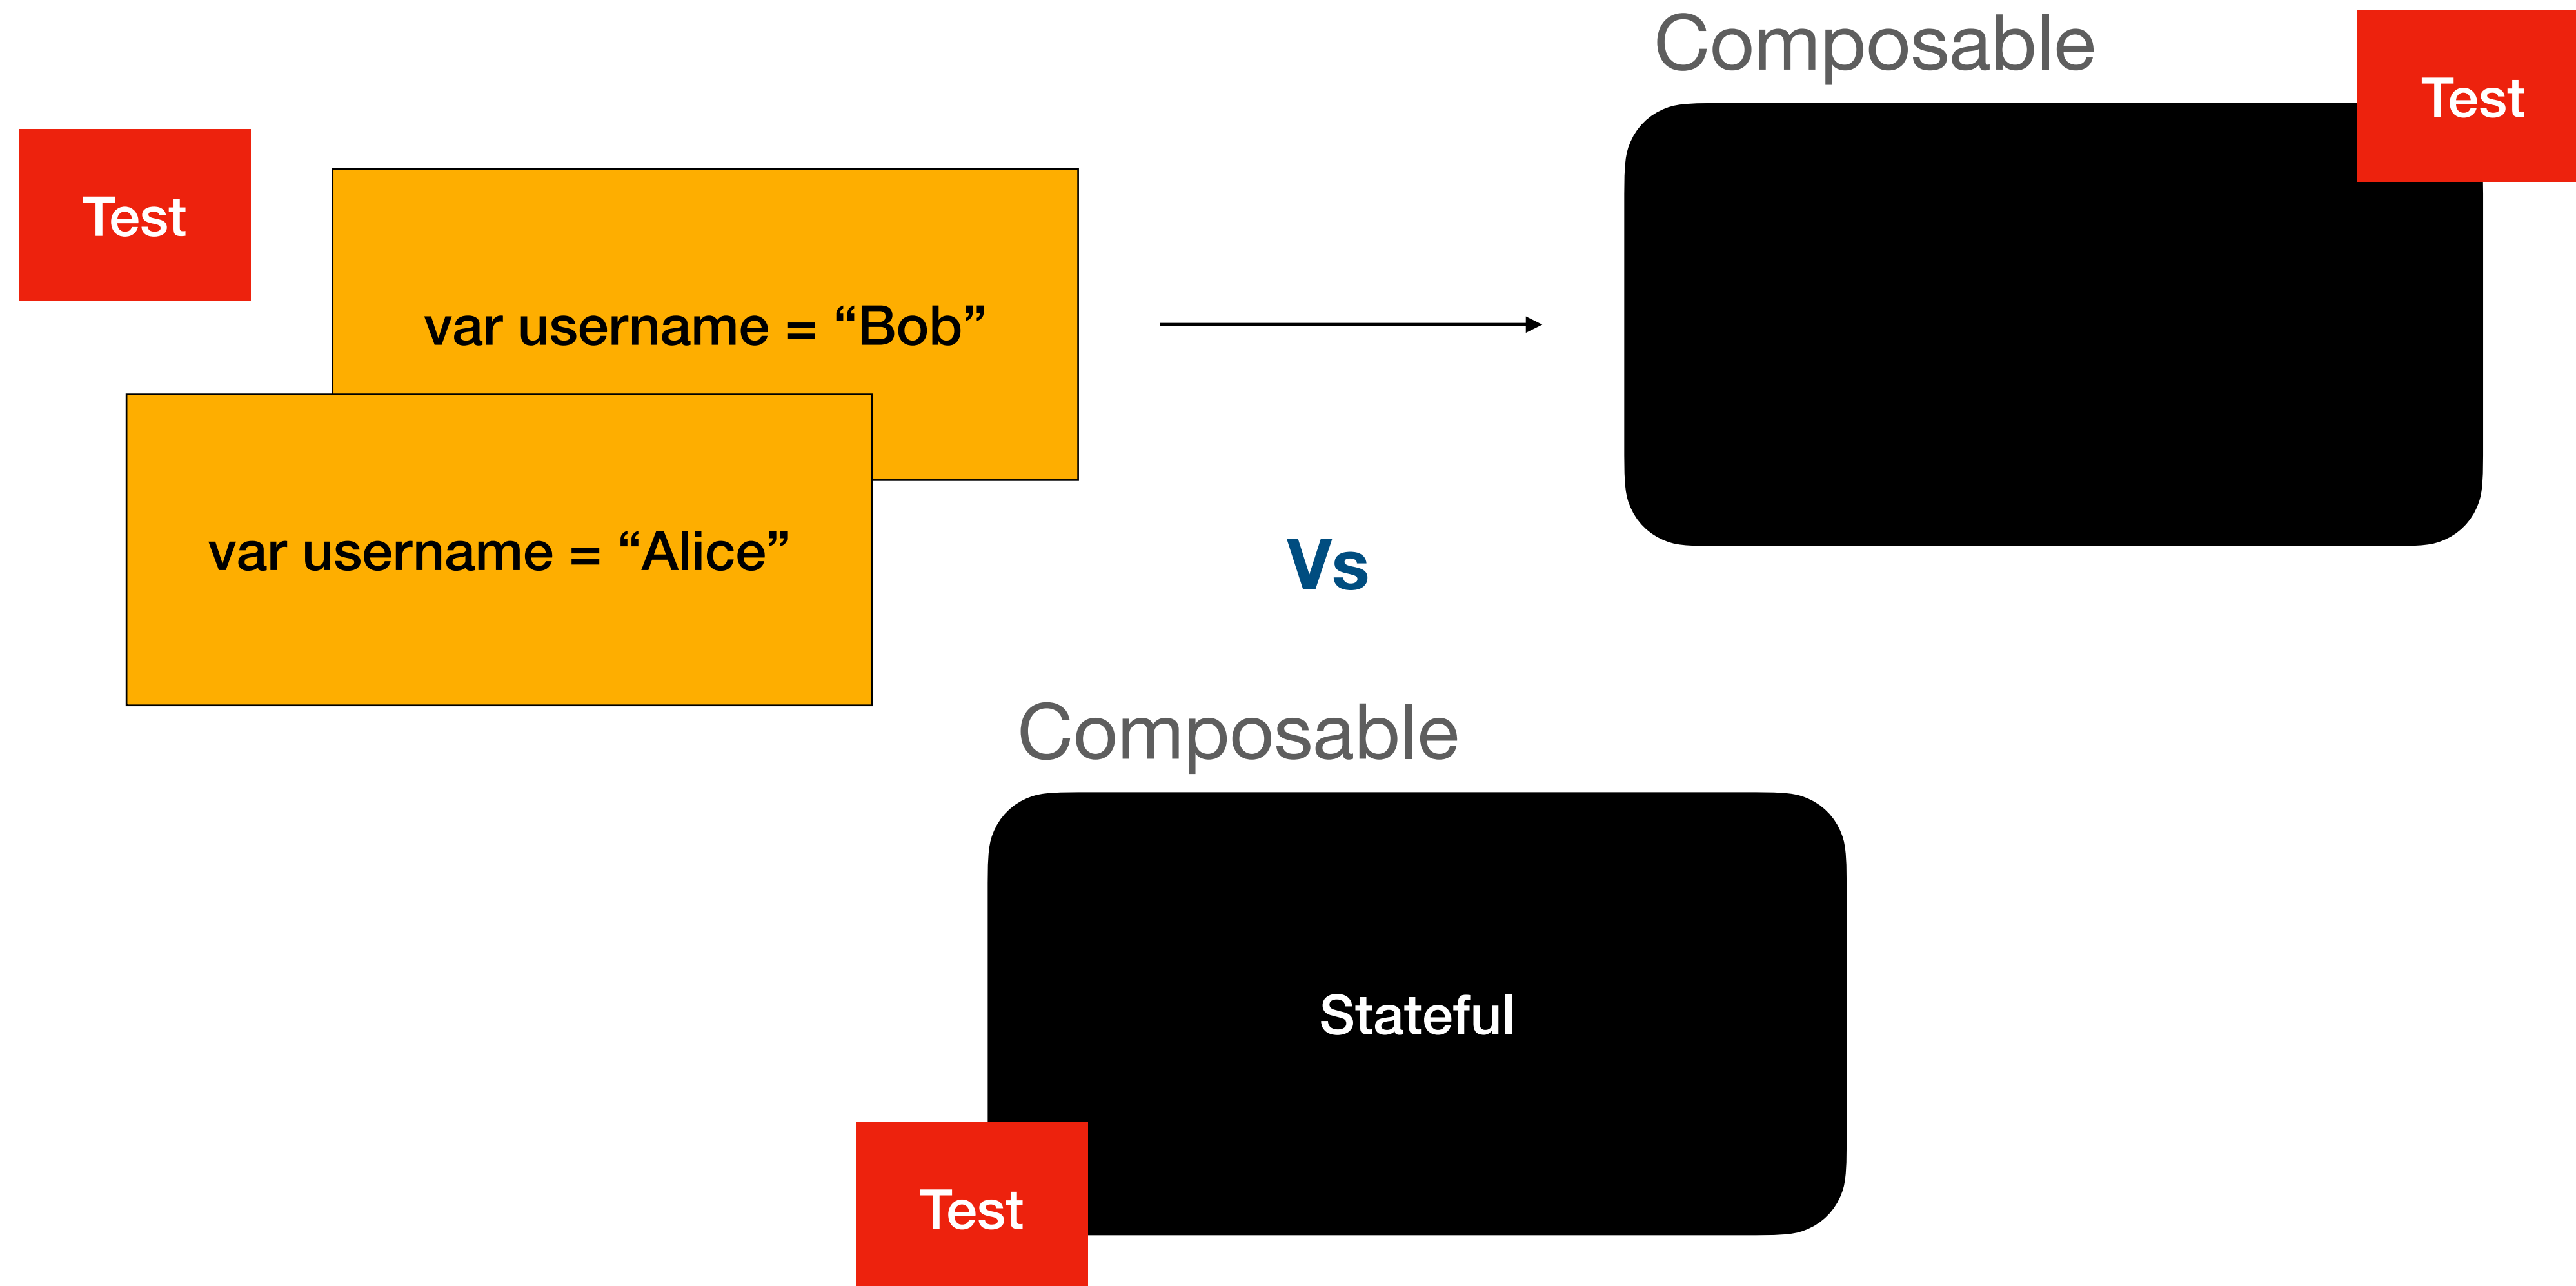 Composable
Test
Test
var username = “Bob”
var username = “Alice”
Vs
Composable
Stateful
Test